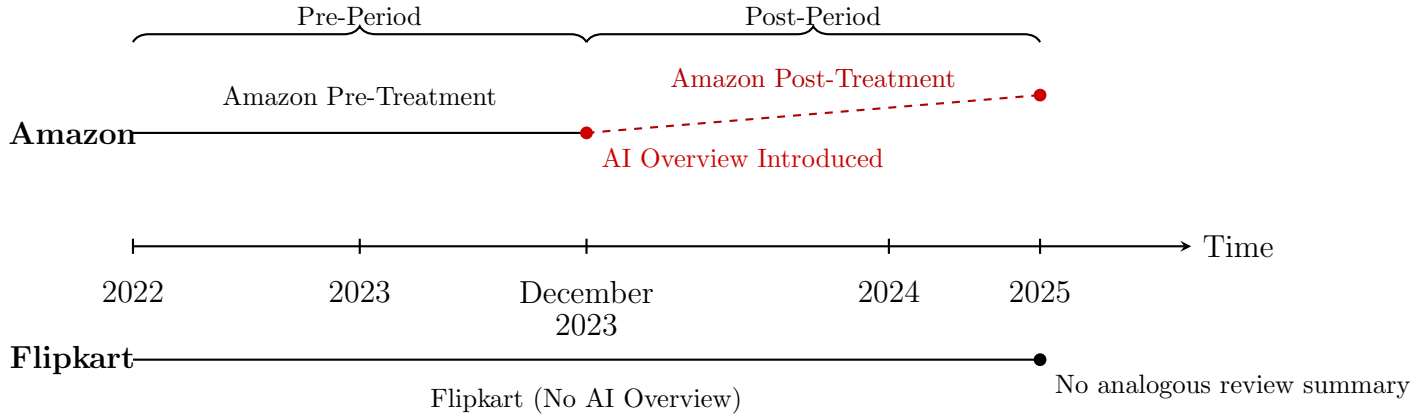 Pre-Period
Post-Period
Amazon Post-Treatment
Amazon Pre-Treatment
Amazon
AI Overview Introduced
Time
2022
2023
December
2023
2024
2025
Flipkart
No analogous review summary
Flipkart (No AI Overview)